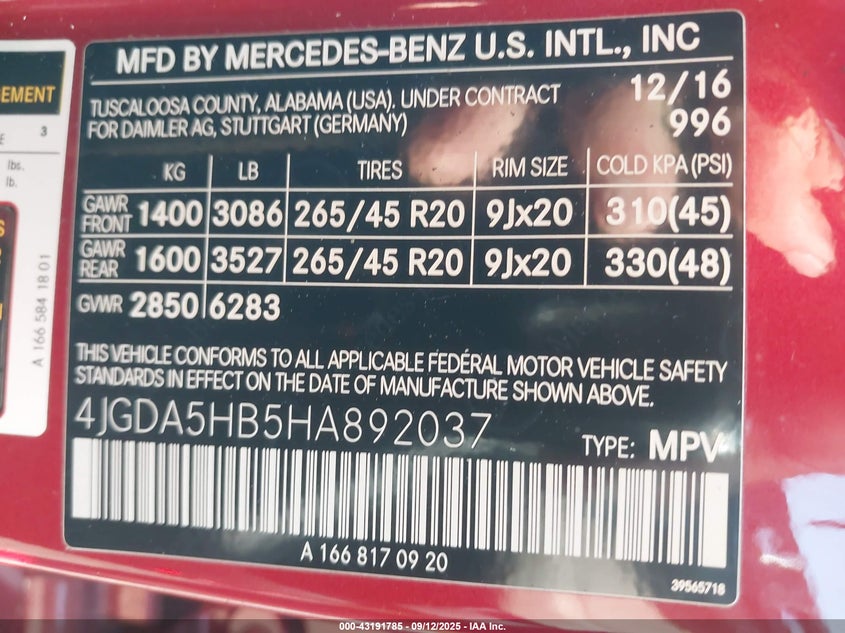 EMENT
3
lbs.
lb.
A 166 584 18 01
MFD BY MERCEDES-BENZ U.S. INTL., INC
TUSCALOOSA COUNTY, ALABAMA (USA). UNDER CONTRACT
FOR DAIMLER AG, STUTTGART (GERMANY)
12/16
996
KG LB TIRES RIM SIZE COLD KPA (PSI)
GAWR FRONT 1400 3086 265/45 R20 9Jx20 310(45)
GAWR REAR 1600 3527 265/45 R20 9Jx20 330(48)
GVWR 2850 6283
THIS VEHICLE CONFORMS TO ALL APPLICABLE FEDERAL MOTOR VEHICLE SAFETY
STANDARDS IN EFFECT ON THE DATE OF MANUFACTURE SHOWN ABOVE.
4JGDA5HB5HA892037
TYPE: MPV
A 166 817 09 20
39565718
000-43191785 - 09/12/2025 - IAA Inc.